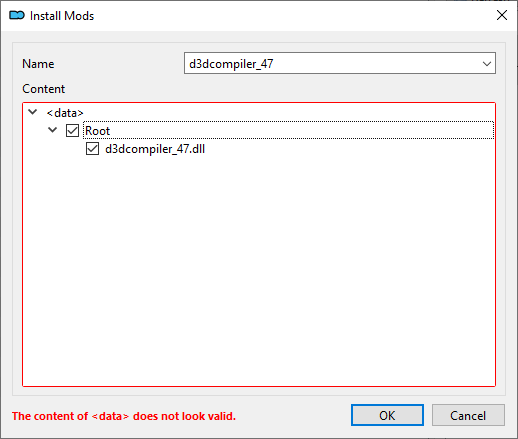 Install Mods
Name
d3dcompiler_47
Content
<data>
Root
d3dcompiler_47.dll
The content of <data> does not look valid.
OK
Cancel